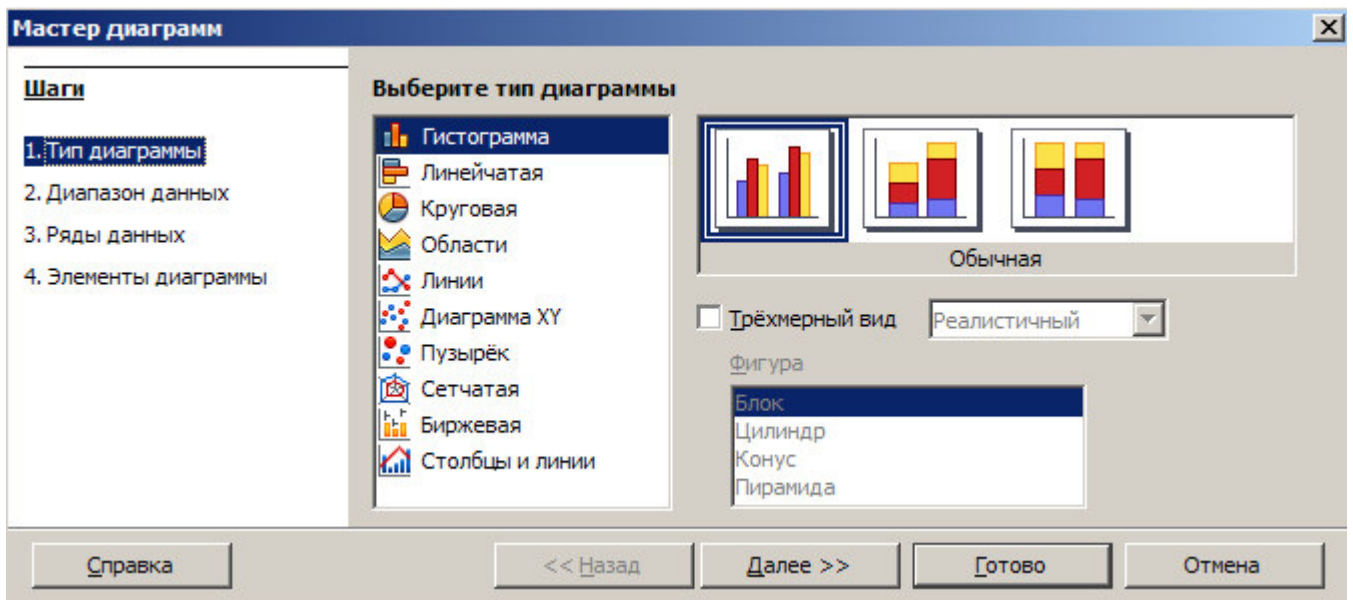 Мастер диаграмм
Шаги
1. Тип диаграммы
2. Диапазон данных
3. Ряды данных
4. Элементы диаграммы
Выберите тип диаграммы
Гистограмма
Линейчатая
Круговая
Области
Линии
Диаграмма XY
Пузырёк
Сетчатая
Биржевая
Столбцы и линии
Обычная
Трёхмерный вид
Реалистичный
Фигура
Блок
Цилиндр
Конус
Пирамида
Справка
<< Назад
Далее >>
Готово
Отмена